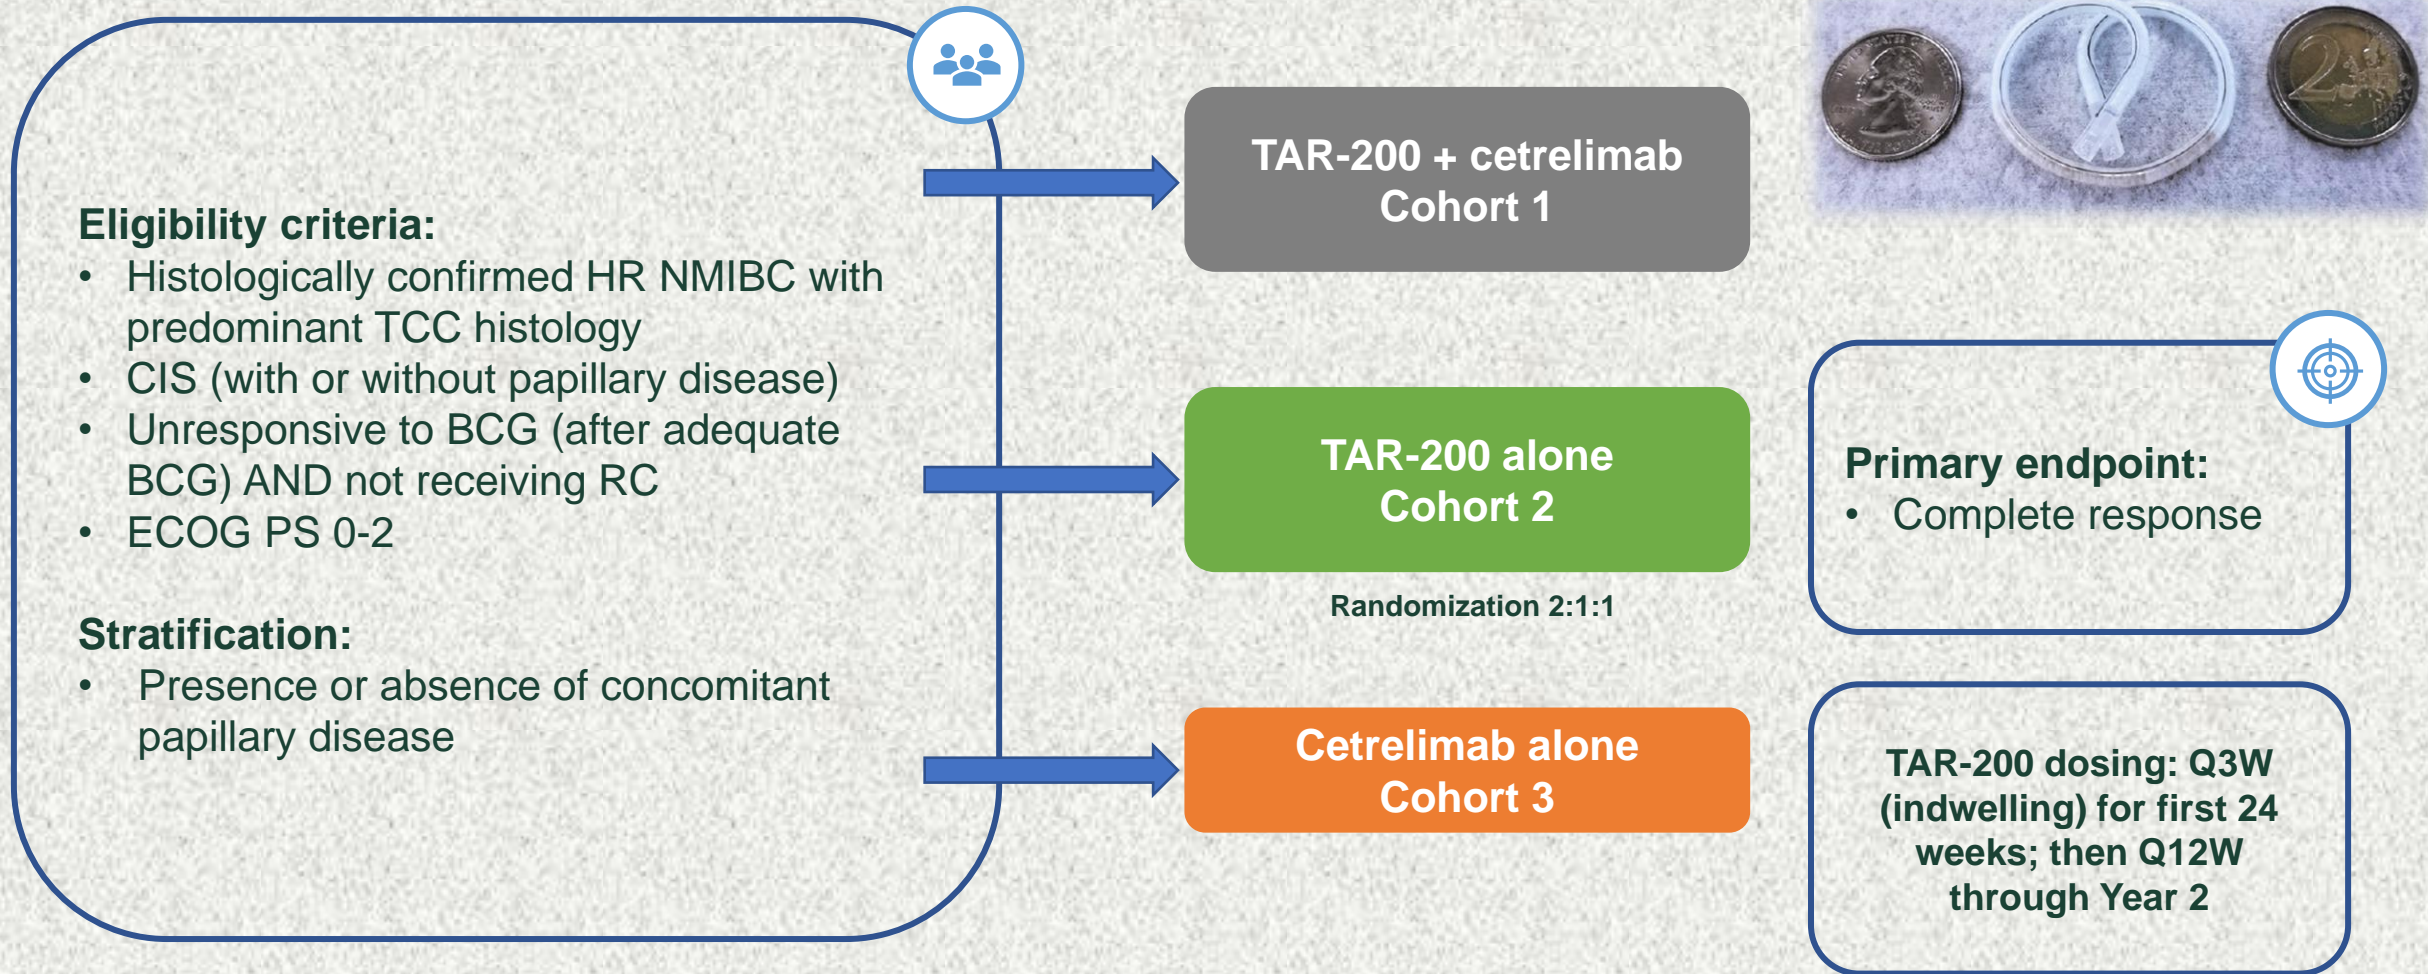 Eligibility criteria:
• Histologically confirmed HR NMIBC with
predominant TCC histology
• CIS (with or without papillary disease)
• Unresponsive to BCG (after adequate
BCG) AND not receiving RC
• ECOG PS 0-2
Stratification:
• Presence or absence of concomitant
papillary disease
TAR-200 + cetrelimab
Cohort 1
TAR-200 alone
Cohort 2
Randomization 2:1:1
Cetrelimab alone
Cohort 3
2
Primary endpoint:
• Complete response
TAR-200 dosing: Q3W
(indwelling) for first 24
weeks; then Q12W
through Year 2